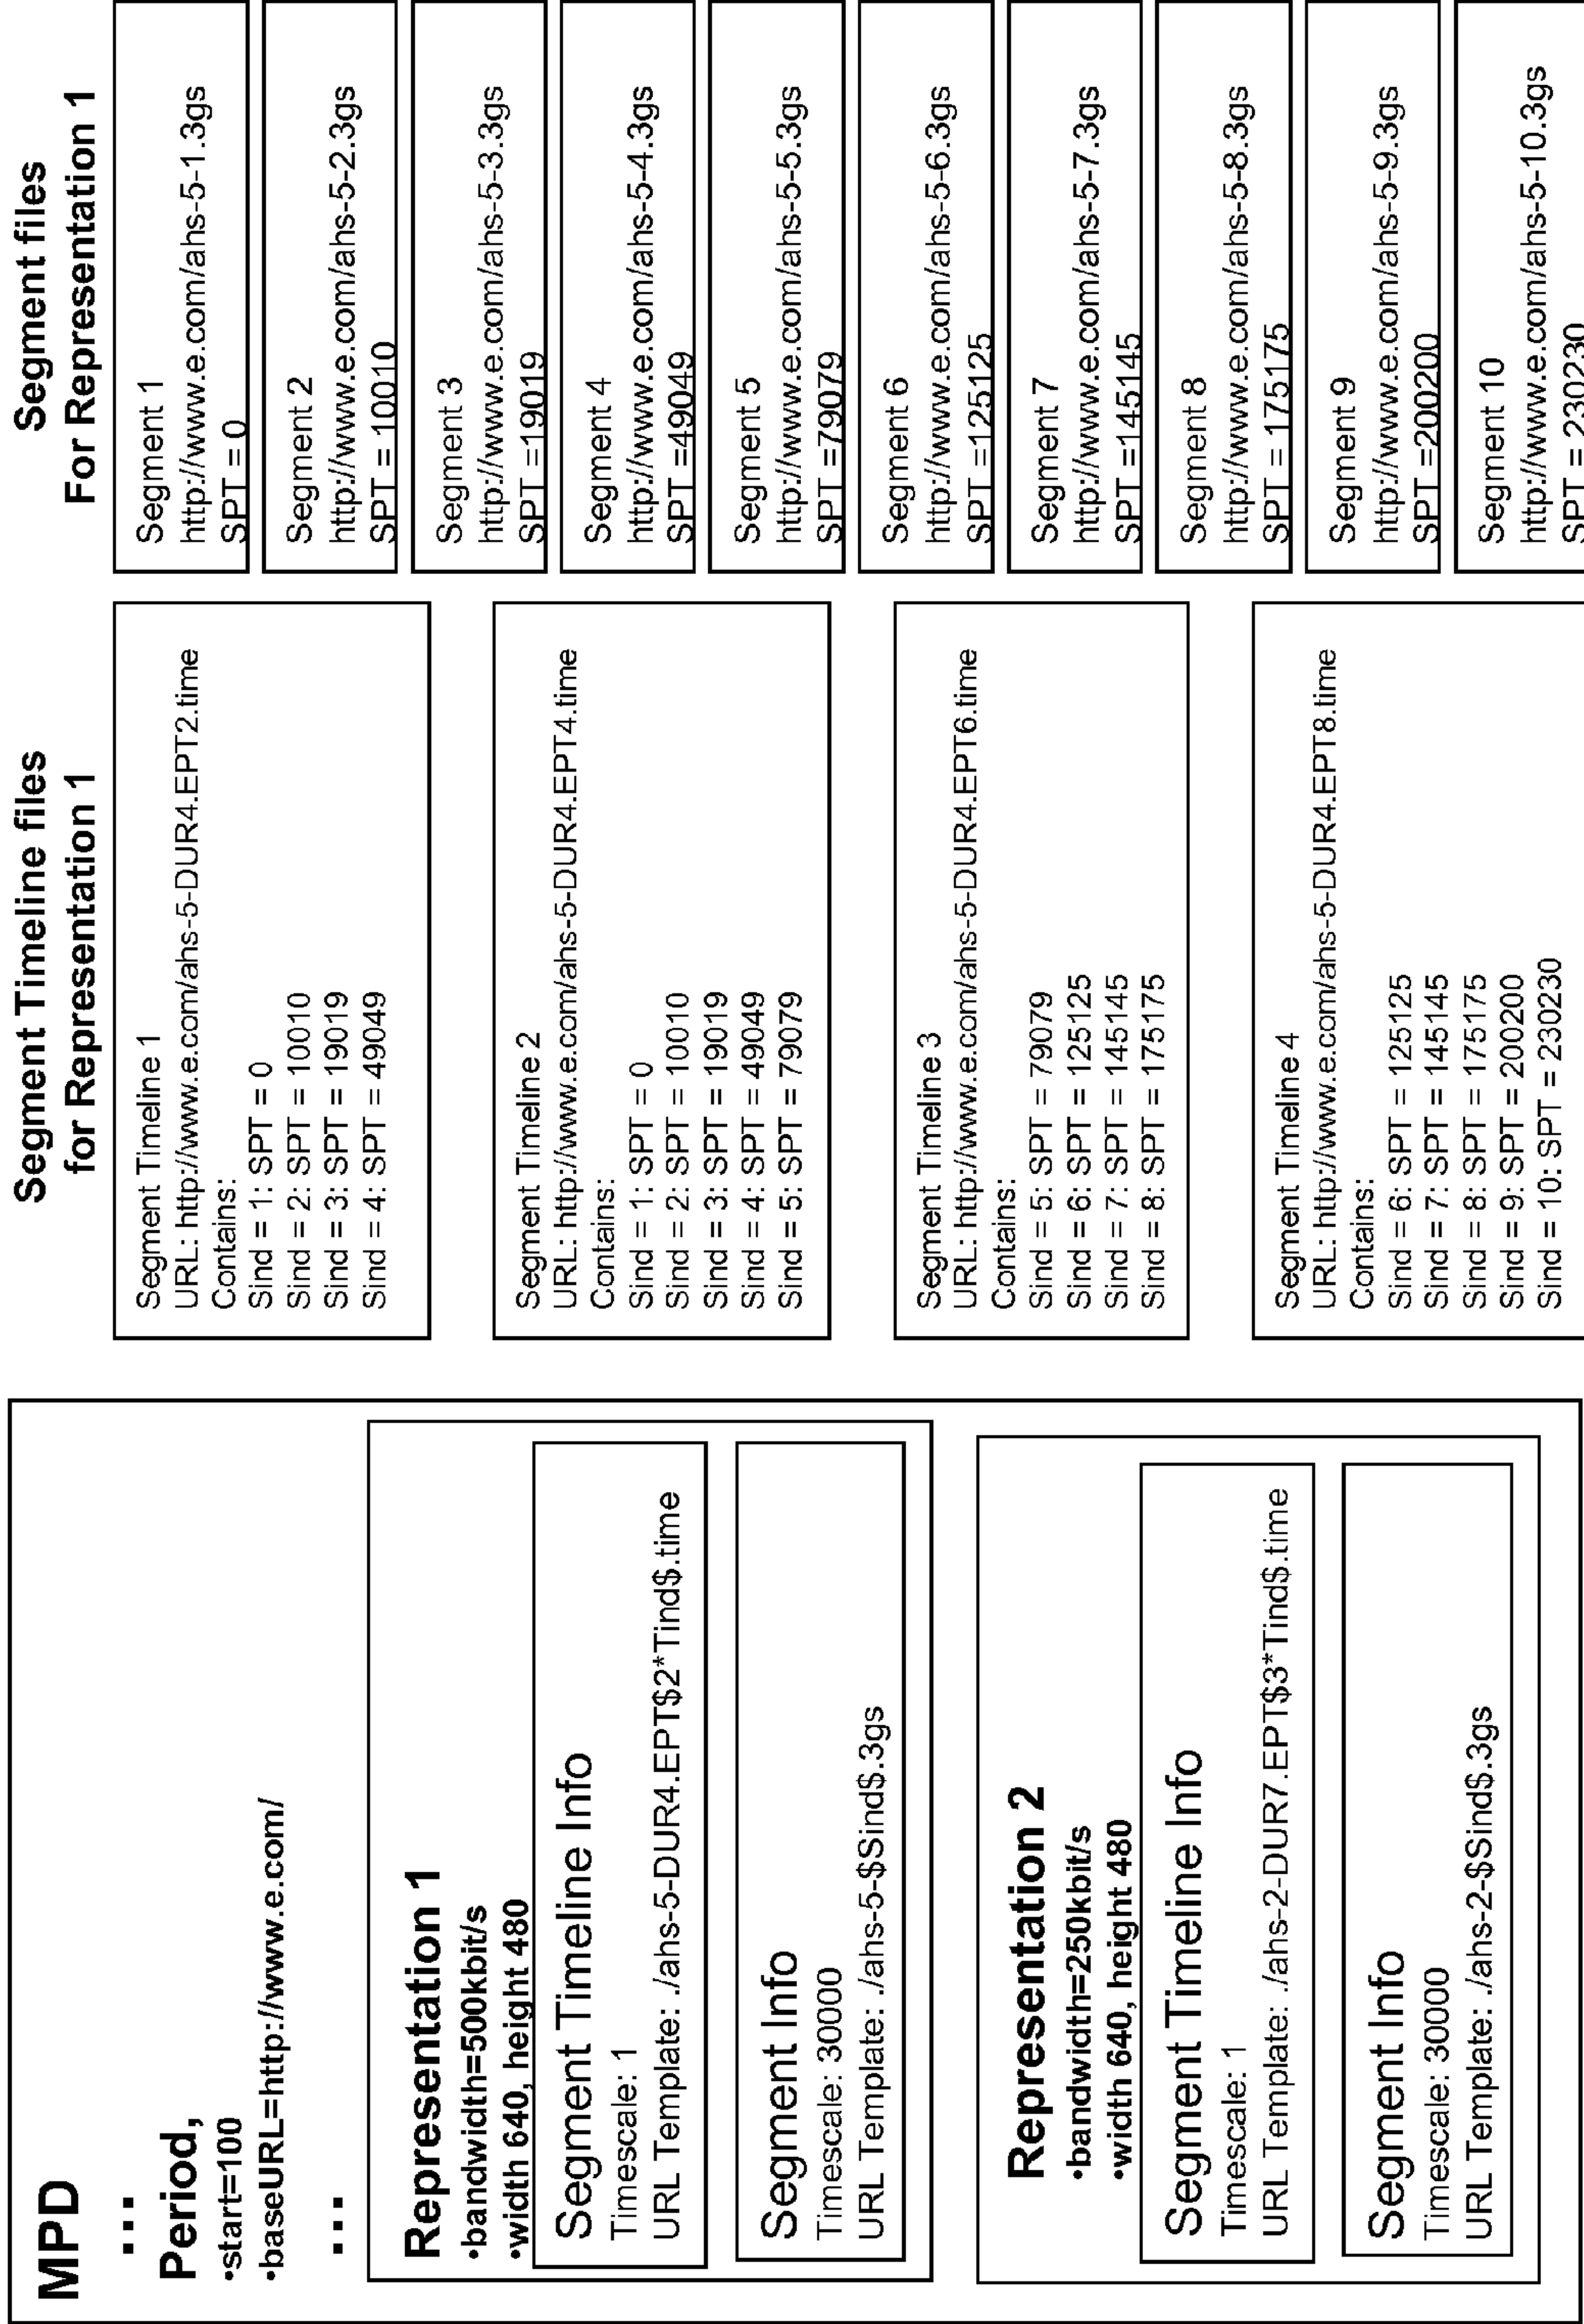 MPD
...
Period,
•start=100
•baseURL=http://www.e.com/
...
Representation 1
•bandwidth=500kbit/s
•width 640, height 480
Segment Timeline Info
Timescale: 1
URL Template: ./ahs-5-DUR4.EPT$2*Tind$.time
Segment Info
Timescale: 30000
URL Template: ./ahs-5-$Sind$.3gs
Representation 2
•bandwidth=250kbit/s
•width 640, height 480
Segment Timeline Info
Timescale: 1
URL Template: ./ahs-2-DUR7.EPT$3*Tind$.time
Segment Info
Timescale: 30000
URL Template: ./ahs-2-$Sind$.3gs
Segment Timeline files
for Representation 1
Segment Timeline 1
URL: http://www.e.com/ahs-5-DUR4.EPT2.time
Contains:
Sind = 1: SPT = 0
Sind = 2: SPT = 10010
Sind = 3: SPT = 19019
Sind = 4: SPT = 49049
Segment Timeline 2
URL: http://www.e.com/ahs-5-DUR4.EPT4.time
Contains:
Sind = 1: SPT = 0
Sind = 2: SPT = 10010
Sind = 3: SPT = 19019
Sind = 4: SPT = 49049
Sind = 5: SPT = 79079
Segment Timeline 3
URL: http://www.e.com/ahs-5-DUR4.EPT6.time
Contains:
Sind = 5: SPT = 79079
Sind = 6: SPT = 125125
Sind = 7: SPT = 145145
Sind = 8: SPT = 175175
Segment Timeline 4
URL: http://www.e.com/ahs-5-DUR4.EPT8.time
Contains:
Sind = 6: SPT = 125125
Sind = 7: SPT = 145145
Sind = 8: SPT = 175175
Sind = 9: SPT = 200200
Sind = 10: SPT = 230230
Segment files
For Representation 1
Segment 1
http://www.e.com/ahs-5-1.3gs
SPT = 0
Segment 2
http://www.e.com/ahs-5-2.3gs
SPT = 10010
Segment 3
http://www.e.com/ahs-5-3.3gs
SPT =19019
Segment 4
http://www.e.com/ahs-5-4.3gs
SPT =49049
Segment 5
http://www.e.com/ahs-5-5.3gs
SPT =79079
Segment 6
http://www.e.com/ahs-5-6.3gs
SPT =125125
Segment 7
http://www.e.com/ahs-5-7.3gs
SPT =145145
Segment 8
http://www.e.com/ahs-5-8.3gs
SPT = 175175
Segment 9
http://www.e.com/ahs-5-9.3gs
SPT =200200
Segment 10
http://www.e.com/ahs-5-10.3gs
SPT = 230230